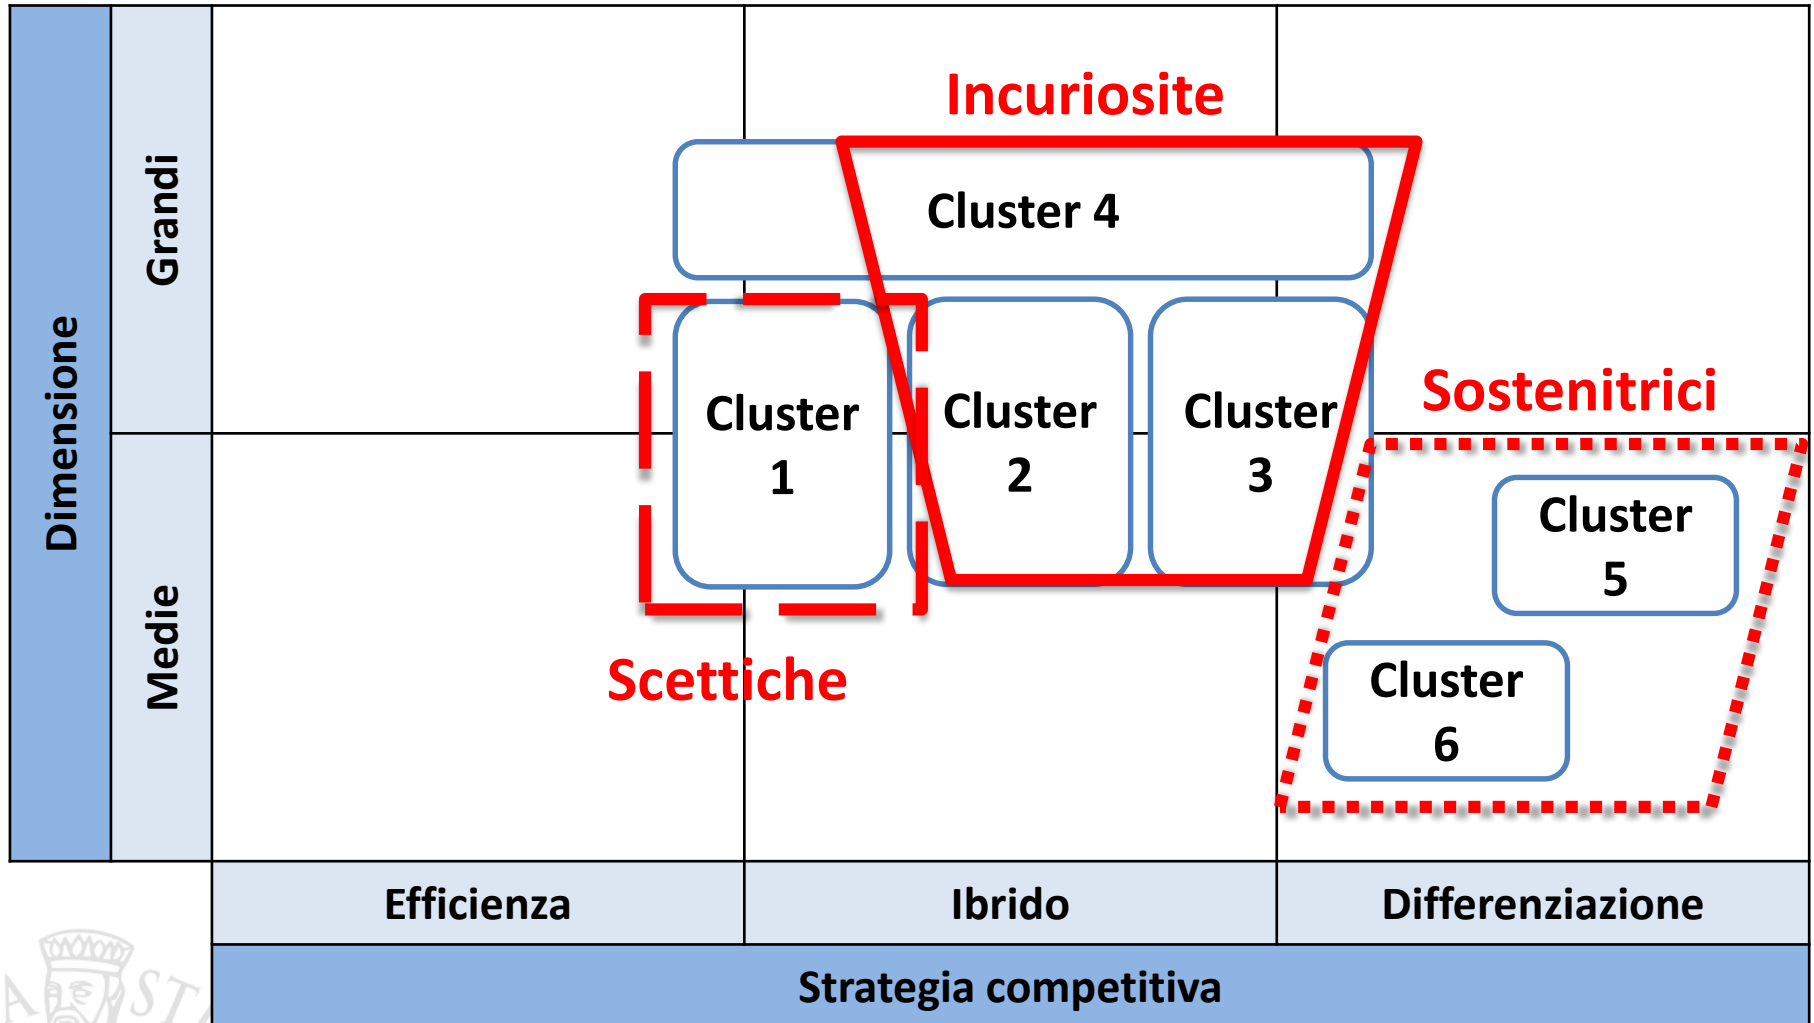 Dimensione
Grandi
Medie
Incuriosite
Cluster 4
Cluster
1
Cluster
2
Cluster
3
Sostenitrici
Cluster
5
Cluster
6
Scettiche
Efficienza
Ibrido
Differenziazione
Strategia competitiva